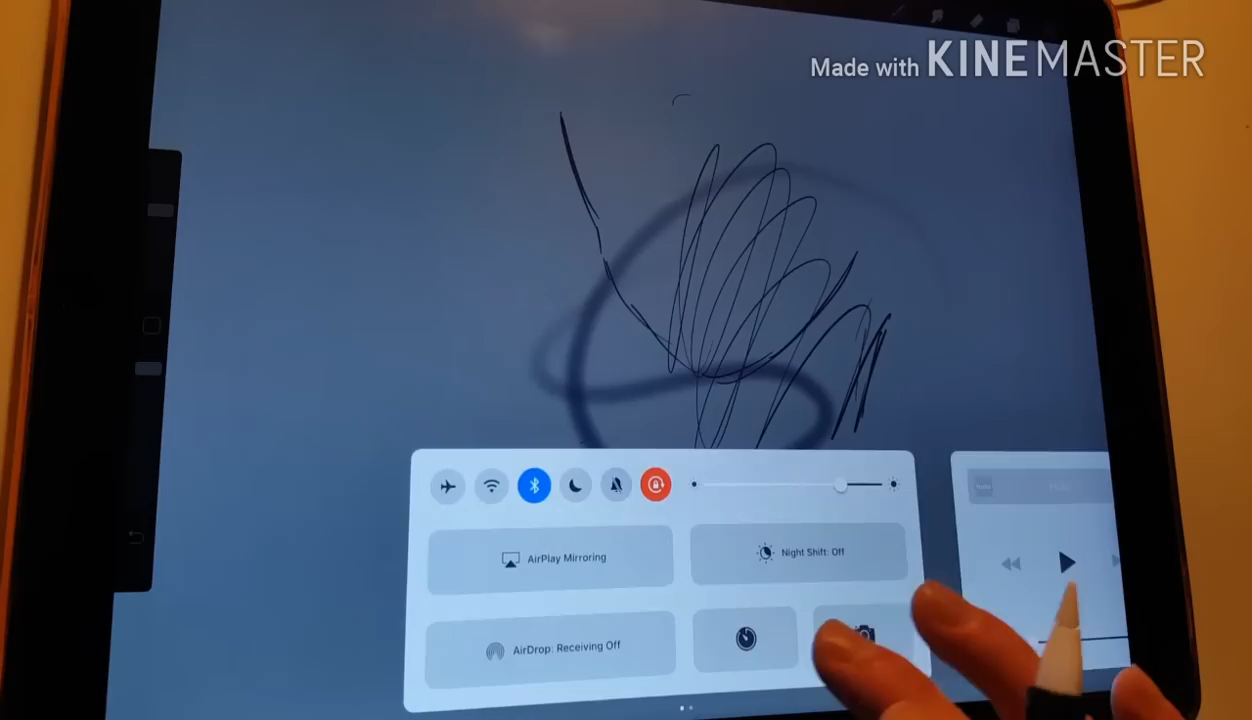 Made with KINEMASTER
AirPlay Mirroring
Night Shift: Off
AirDrop: Receiving Off